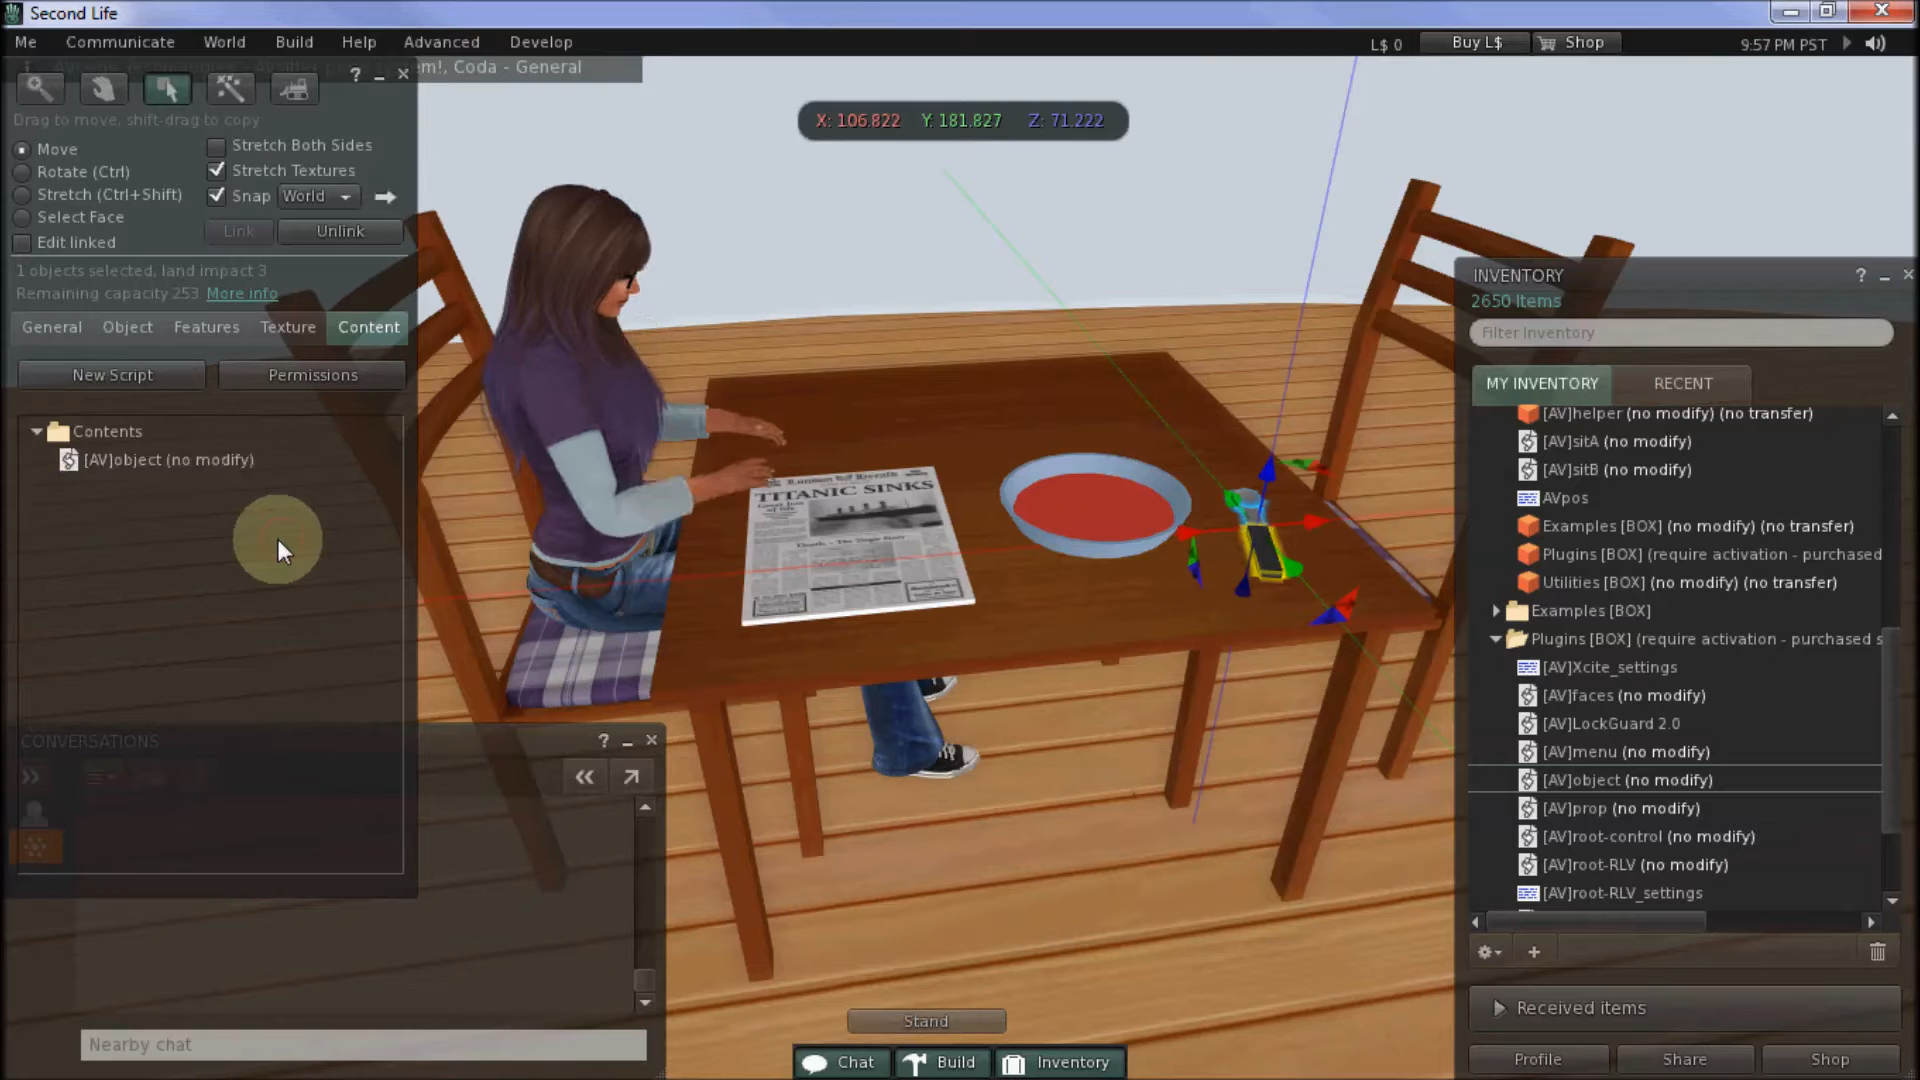 Second Life
Me Communicate World Build Help Advanced Develop
L$ 0 Buy L$ Shop 9:57 PM PST
em!, Coda - General
Drag to move, shift-drag to copy
Move
Rotate (Ctrl)
Stretch (Ctrl+Shift)
Select Face
Edit linked
Stretch Both Sides
Stretch Textures
Snap World
Link Unlink
1 objects selected, land impact 3
Remaining capacity 253. More info
General Object Features Texture Content
New Script Permissions
Contents
[AV]object (no modify)
X: 106.822 Y: 181.827 Z: 71.222
TITANIC SINKS
CONVERSATIONS
Nearby chat
Stand
Chat Build Inventory
INVENTORY
2650 Items
Filter Inventory
MY INVENTORY RECENT
[AV]helper (no modify) (no transfer)
[AV]sitA (no modify)
[AV]sitB (no modify)
AVpos
Examples [BOX] (no modify) (no transfer)
Plugins [BOX] (require activation - purchased
Utilities [BOX] (no modify) (no transfer)
Examples [BOX]
Plugins [BOX] (require activation - purchased s
[AV]Xcite_settings
[AV]faces (no modify)
[AV]LockGuard 2.0
[AV]menu (no modify)
[AV]object (no modify)
[AV]prop (no modify)
[AV]root-control (no modify)
[AV]root-RLV (no modify)
[AV]root-RLV_settings
Received items
Profile Share Shop